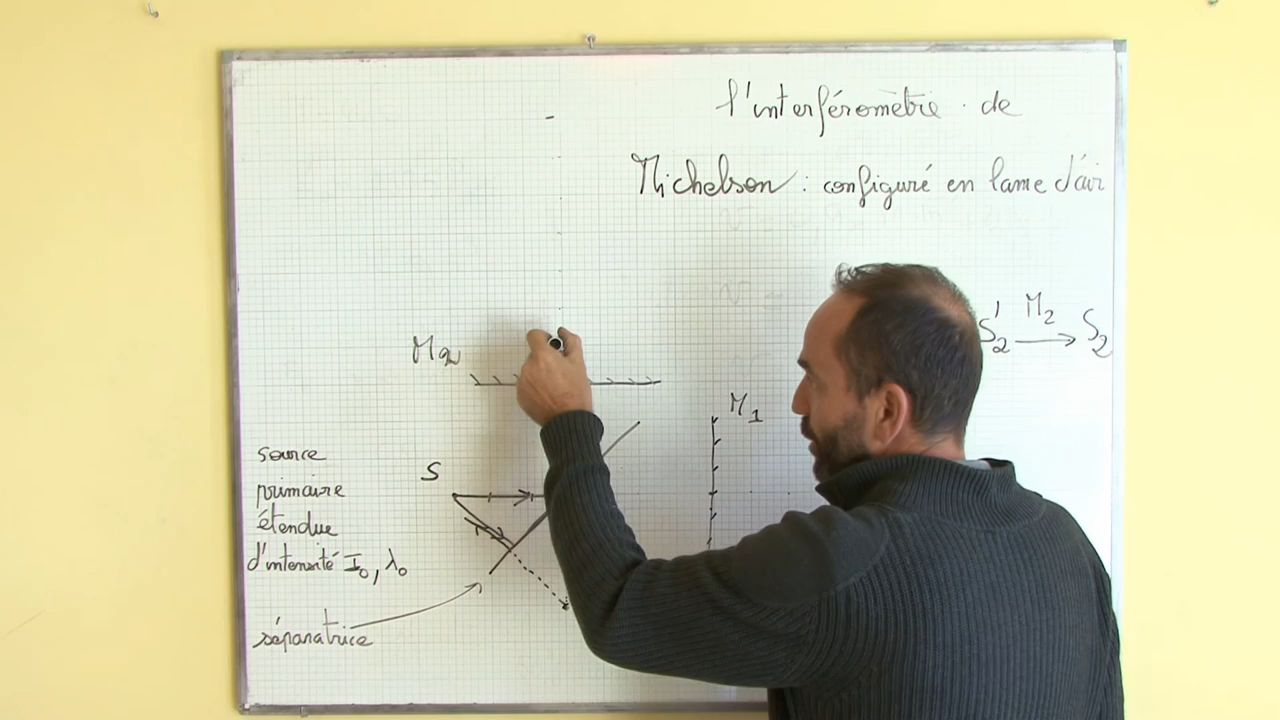 l'interféromètre de
Michelson : configuré en lame d'air
S'2 M2 → S2
M2
M1
source
primaire
étendue
d'intensité I0, λ0
S
séparatrice